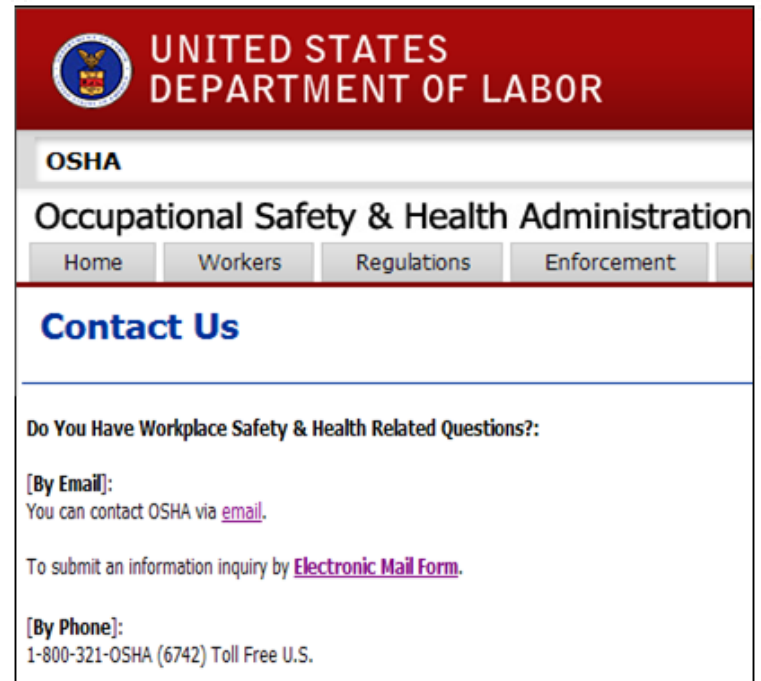 UNITED STATES
DEPARTMENT OF LABOR
OSHA
Occupational Safety & Health Administration
Home Workers Regulations Enforcement
Contact Us
Do You Have Workplace Safety & Health Related Questions?:
[By Email]:
You can contact OSHA via email.
To submit an information inquiry by Electronic Mail Form.
[By Phone]:
1-800-321-OSHA (6742) Toll Free U.S.